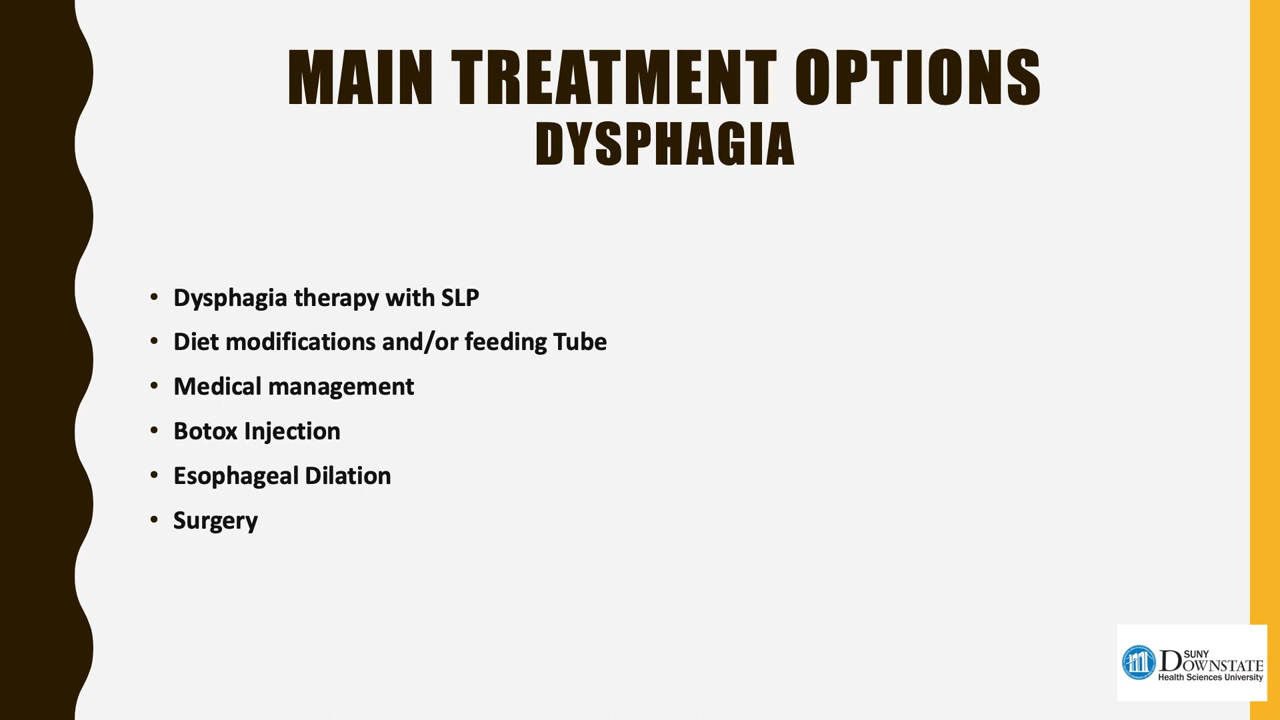 MAIN TREATMENT OPTIONS
DYSPHAGIA
• Dysphagia therapy with SLP
• Diet modifications and/or feeding Tube
• Medical management
• Botox Injection
• Esophageal Dilation
• Surgery
SUNY
DOWNSTATE
Health Sciences University